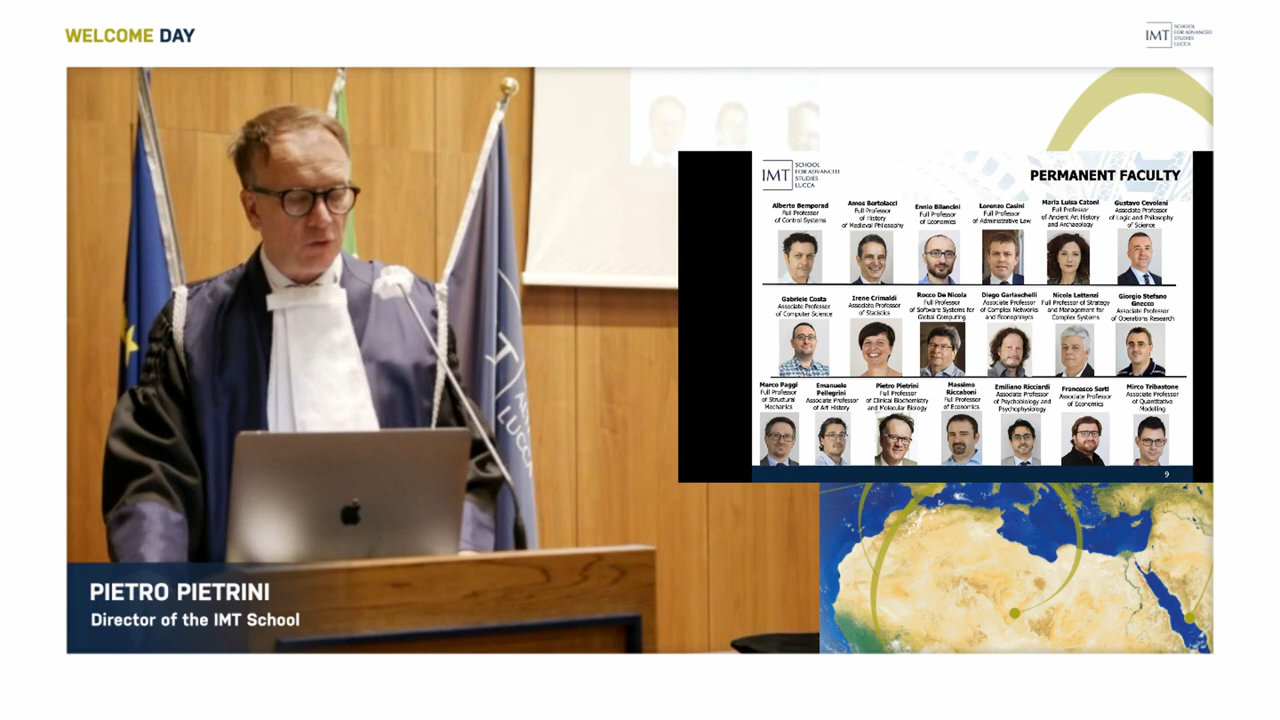 WELCOME DAY
IMT SCHOOL
FOR ADVANCED
STUDIES
LUCCA
IMT SCHOOL
FOR ADVANCED
STUDIES
LUCCA
PERMANENT FACULTY
Alberto Bemporad
Full Professor
of Control Systems
Amos Bortolacci
Full Professor
of History
of Medieval Philosophy
Ennio Bilancini
Full Professor
of Economics
Lorenzo Casini
Full Professor
of Administrative Law
Maria Luisa Catoni
Full Professor
of Ancient Art History
and Archaeology
Gustavo Cevolani
Associate Professor
of Logic and Philosophy
of Science
Gabriele Costa
Associate Professor
of Computer Science
Irene Crimaldi
Associate Professor
of Statistics
Rocco De Nicola
Full Professor
of Software Systems for
Global Computing
Diego Garlaschelli
Associate Professor
of Complex Networks
and Econophisycs
Nicola Lattanzi
Full Professor of Strategy
and Management for
Complex Systems
Giorgio Stefano
Gnecco
Associate Professor
of Operations Research
Marco Paggi
Full Professor
of Structural
Mechanics
Emanuele
Pellegrini
Associate Professor
of Art History
Pietro Pietrini
Full Professor
of Clinical Biochemistry
and Molecular Biology
Massimo
Riccaboni
Full Professor
of Economics
Emiliano Ricciardi
Associate Professor
of Psychobiology and
Psychophysiology
Francesco Serti
Associate Professor
of Economics
Mirco Tribastone
Associate Professor
of Quantitative
Modelling
9
LUCCA
PIETRO PIETRINI
Director of the IMT School